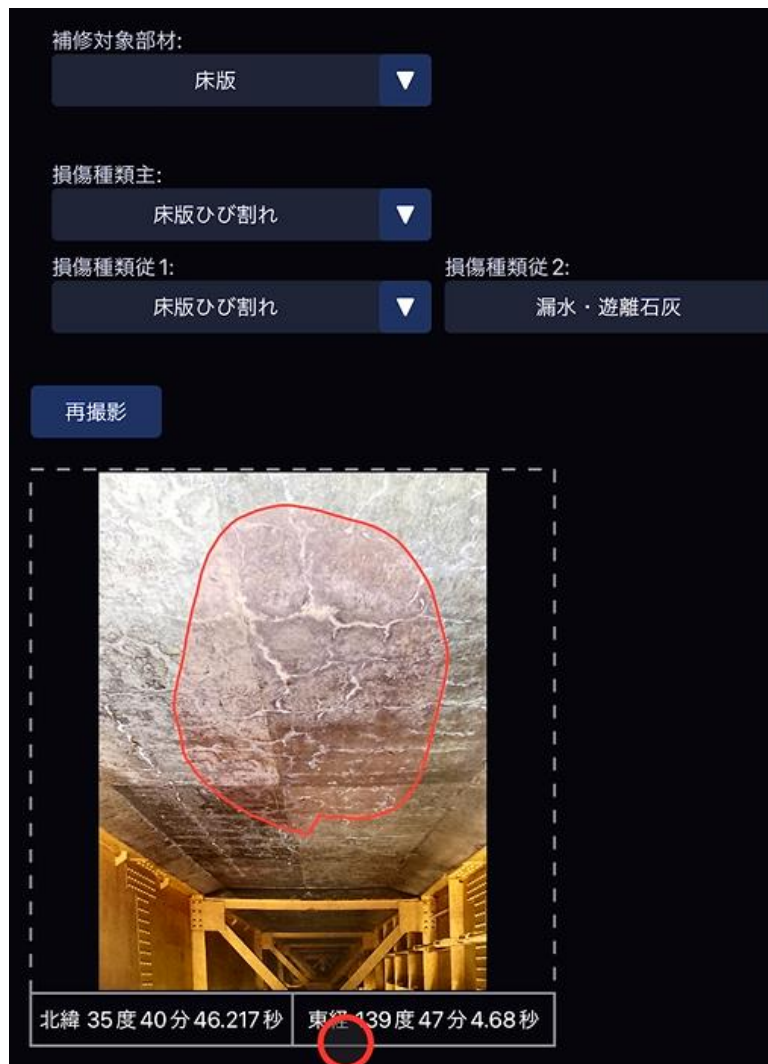 補修対象部材:
床版
損傷種類主:
床版ひび割れ
損傷種類従1: 損傷種類従2:
床版ひび割れ 漏水・遊離石灰
再撮影
北緯 35度40分46.217秒 東経 139度47分4.68秒